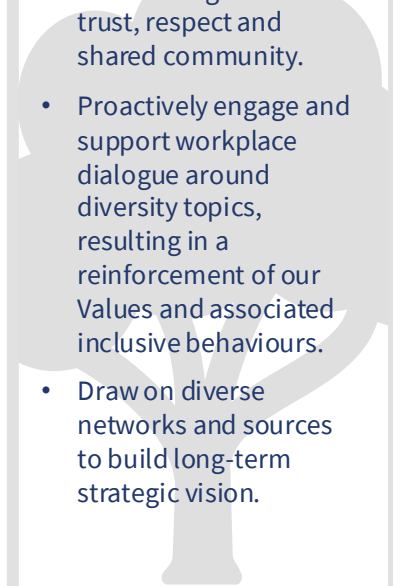 trust, respect and
shared community.
• Proactively engage and
support workplace
dialogue around
diversity topics,
resulting in a
reinforcement of our
Values and associated
inclusive behaviours.
• Draw on diverse
networks and sources
to build long-term
strategic vision.